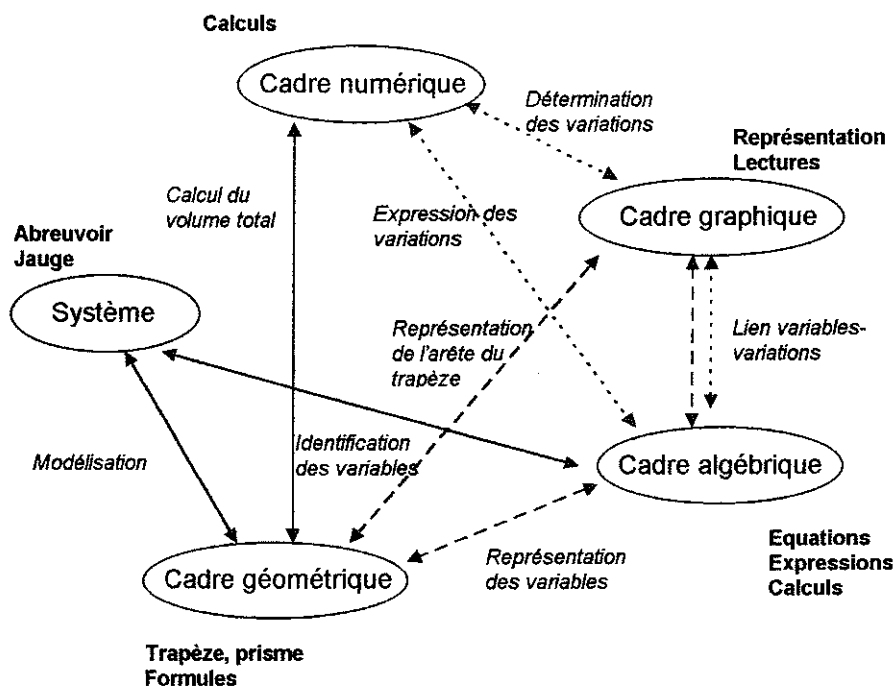 Calculs
Cadre numérique
Détermination
des variations
Représentation
Lectures
Calcul du
volume total
Expression des
variations
Cadre graphique
Abreuvoir
Jauge
Système
Représentation
de l'arête du
trapèze
Lien variables-
variations
Modélisation
Identification
des variables
Cadre algébrique
Cadre géométrique
Représentation
des variables
Equations
Expressions
Calculs
Trapèze, prisme
Formules